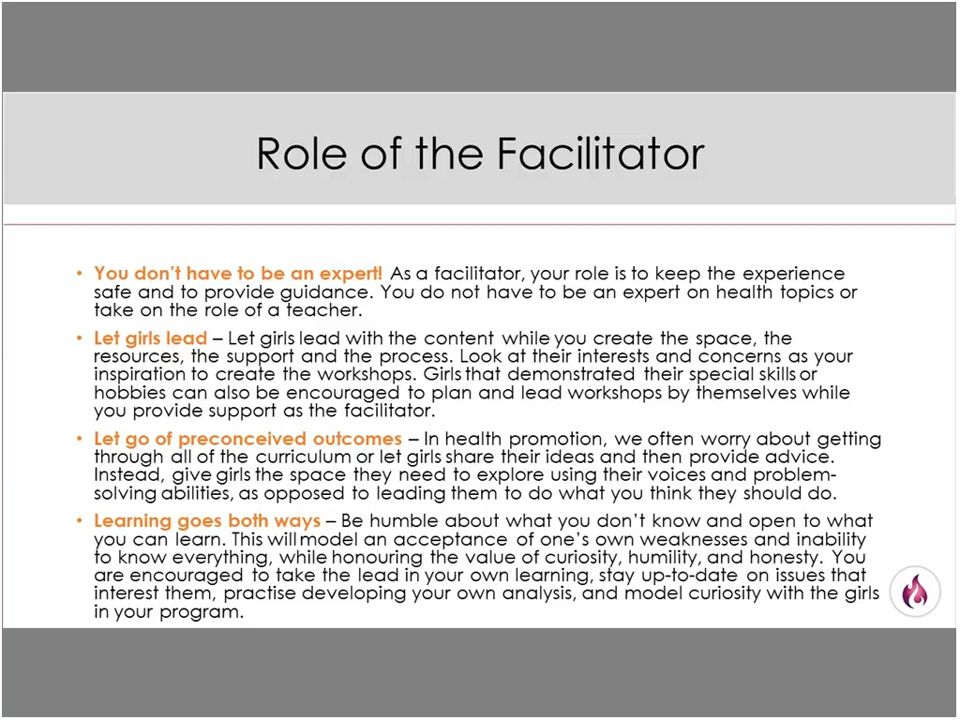 Role of the Facilitator
• You don't have to be an expert! As a facilitator, your role is to keep the experience
safe and to provide guidance. You do not have to be an expert on health topics or
take on the role of a teacher.
• Let girls lead – Let girls lead with the content while you create the space, the
resources, the support and the process. Look at their interests and concerns as your
inspiration to create the workshops. Girls that demonstrated their special skills or
hobbies can also be encouraged to plan and lead workshops by themselves while
you provide support as the facilitator.
• Let go of preconceived outcomes – In health promotion, we often worry about getting
through all of the curriculum or let girls share their ideas and then provide advice.
Instead, give girls the space they need to explore using their voices and problem-
solving abilities, as opposed to leading them to do what you think they should do.
• Learning goes both ways – Be humble about what you don't know and open to what
you can learn. This will model an acceptance of one's own weaknesses and inability
to know everything, while honouring the value of curiosity, humility, and honesty. You
are encouraged to take the lead in your own learning, stay up-to-date on issues that
interest them, practise developing your own analysis, and model curiosity with the girls
in your program.